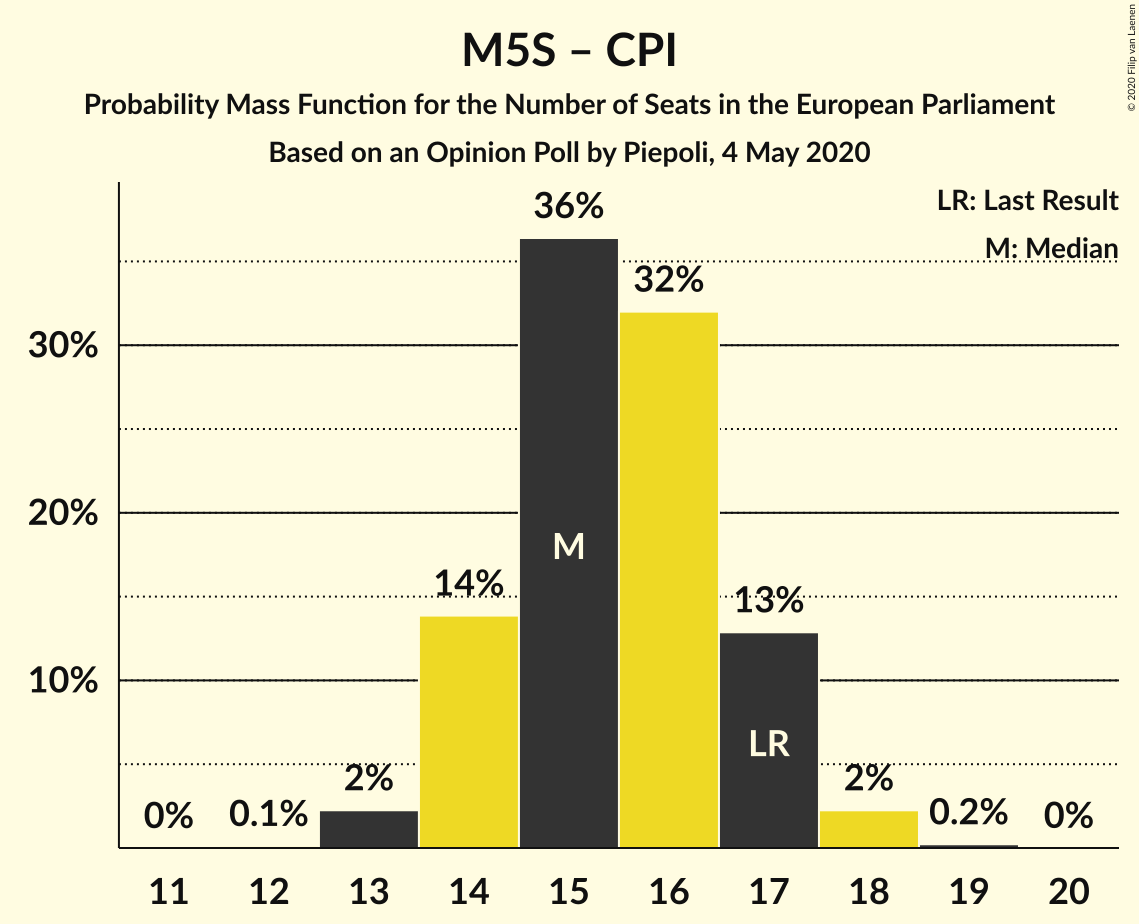 M5S – CPI
Probability Mass Function for the Number of Seats in the European Parliament
Based on an Opinion Poll by Piepoli, 4 May 2020
© 2020 Filip van Laenen
LR: Last Result
M: Median
36%
32%
30%
20%
M
14%
13%
10%
LR
2%
2%
0%
0.1%
0.2%
0%
11 12 13 14 15 16 17 18 19 20